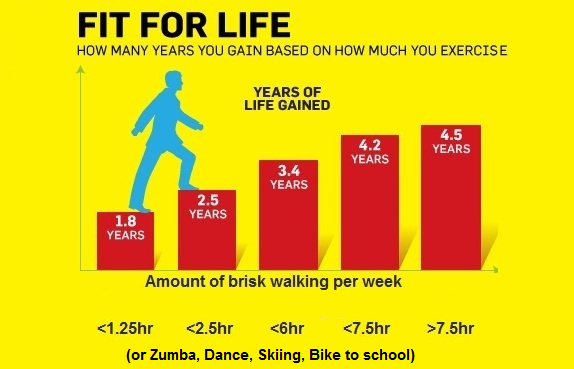 FIT FOR LIFE
HOW MANY YEARS YOU GAIN BASED ON HOW MUCH YOU EXERCISE
YEARS OF
LIFE GAINED
1.8
YEARS
2.5
YEARS
3.4
YEARS
4.2
YEARS
4.5
YEARS
Amount of brisk walking per week
<1.25hr <2.5hr <6hr <7.5hr >7.5hr
(or Zumba, Dance, Skiing, Bike to school)